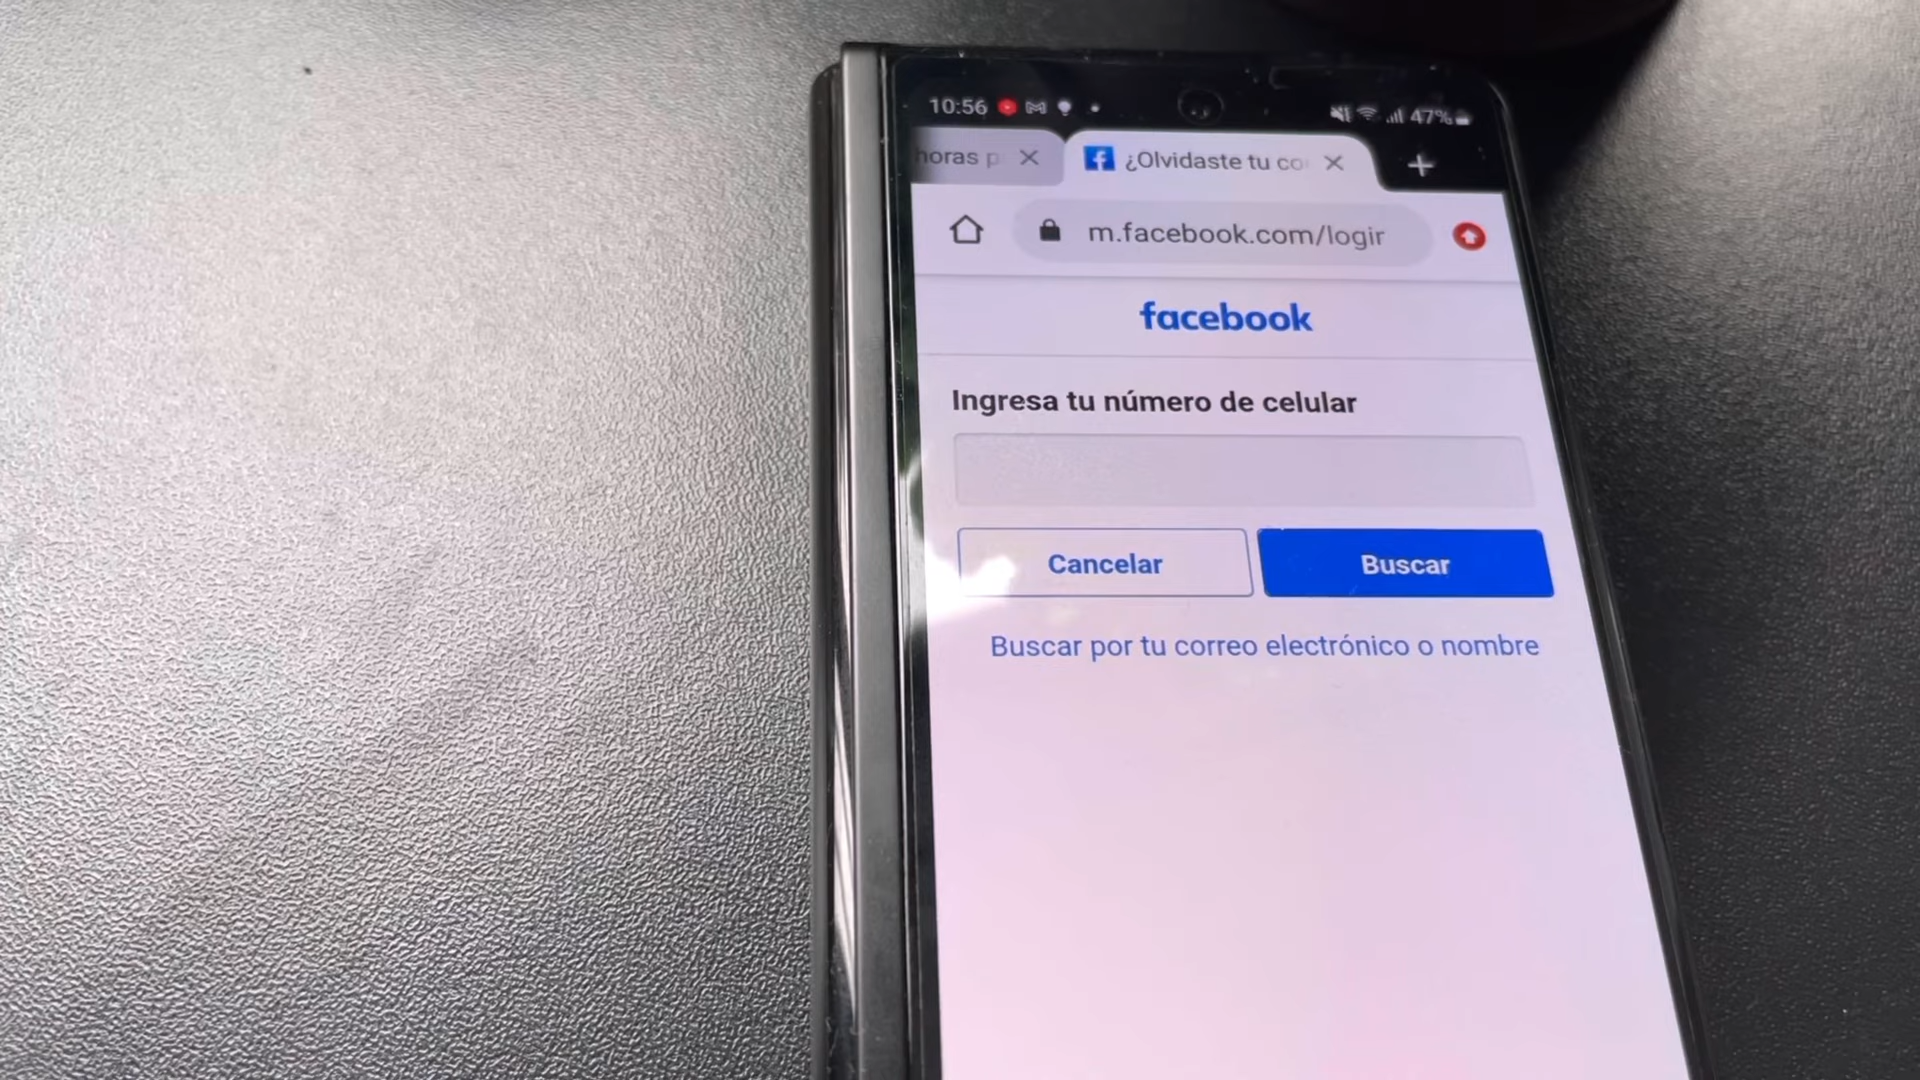 10:56 47%
horas p ¿Olvidaste tu co
m.facebook.com/logir
facebook
Ingresa tu número de celular
Cancelar Buscar
Buscar por tu correo electrónico o nombre